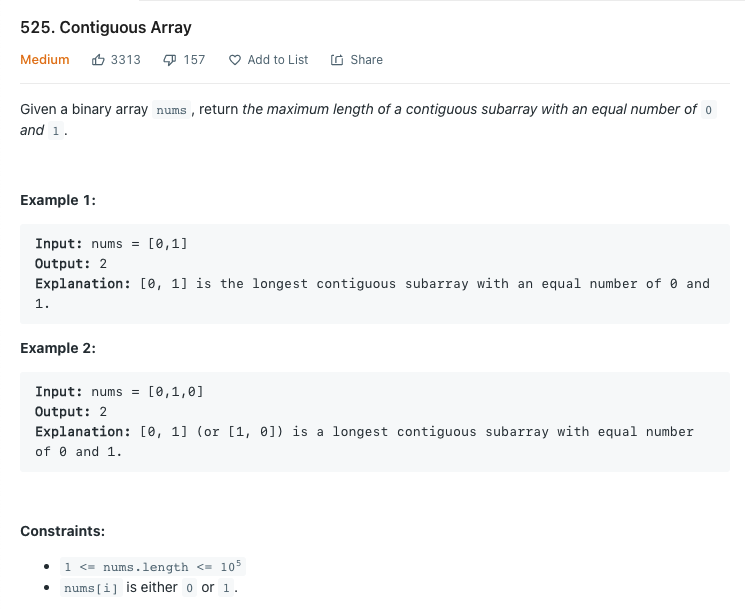 525. Contiguous Array
Medium 3313 157 Add to List Share
Given a binary array nums , return the maximum length of a contiguous subarray with an equal number of 0
and 1 .
Example 1:
Input: nums = [0,1]
Output: 2
Explanation: [0, 1] is the longest contiguous subarray with an equal number of 0 and
1.
Example 2:
Input: nums = [0,1,0]
Output: 2
Explanation: [0, 1] (or [1, 0]) is a longest contiguous subarray with equal number
of 0 and 1.
Constraints:
• 1 <= nums.length <= 10⁵
• nums[i] is either 0 or 1 .